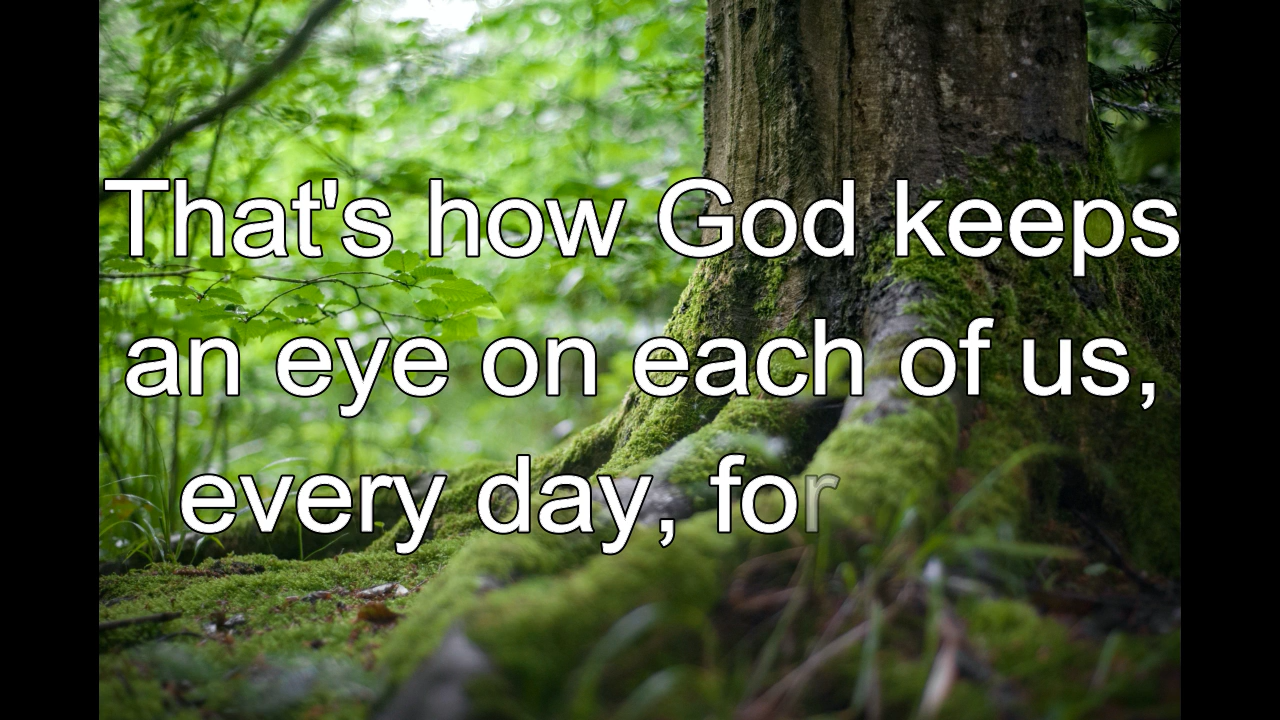 That's how God keeps
an eye on each of us,
every day, for